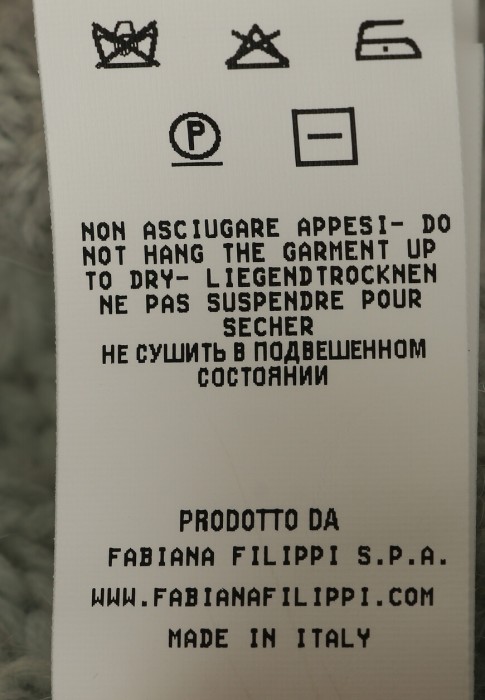 P
NON ASCIUGARE APPESI- DO
NOT HANG THE GARMENT UP
TO DRY- LIEGENDTROCKNEN
NE PAS SUSPENDRE POUR
SECHER
НЕ СУШИТЬ В ПОДВЕШЕННОМ
СОСТОЯНИИ
PRODOTTO DA
FABIANA FILIPPI S.P.A.
WWW.FABIANAFILIPPI.COM
MADE IN ITALY